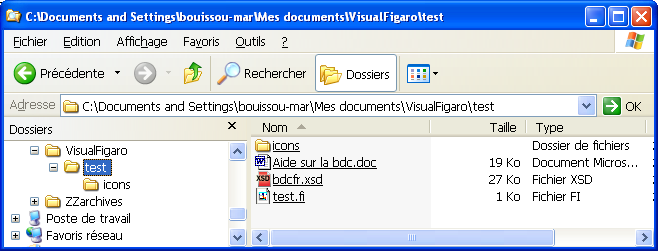 C:\Documents and Settings\bouissou-mar\Mes documents\VisualFigaro\test
Fichier Edition Affichage Favoris Outils ?
Précédente Rechercher Dossiers
Adresse C:\Documents and Settings\bouissou-mar\Mes documents\VisualFigaro\test OK
Dossiers x Nom Taille Type
VisualFigaro
test
icons
ZZarchives
Poste de travail
Favoris réseau
icons Dossier de fichiers
Aide sur la bdc.doc 19 Ko Document Micros...
XSD bdcfr.xsd 27 Ko Fichier XSD
test.fi 1 Ko Fichier FI